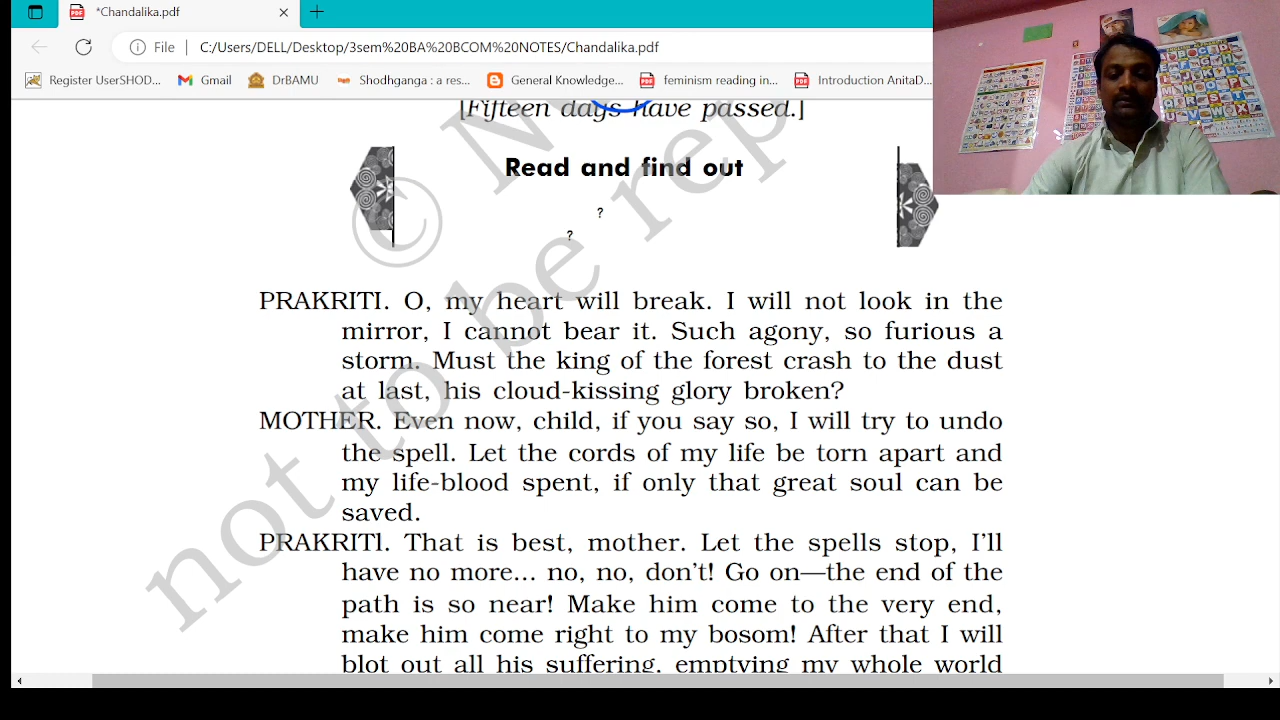 *Chandalika.pdf
File
C:/Users/DELL/Desktop/3sem%20BA%20BCOM%20NOTES/Chandalika.pdf
Register UserSHOD...
Gmail
DrBAMU
Shodhganga : a res...
General Knowledge...
feminism reading in...
Introduction AnitaD...
[Fifteen days have passed.]
Read and find out
?
?
PRAKRITI. O, my heart will break. I will not look in the
mirror, I cannot bear it. Such agony, so furious a
storm. Must the king of the forest crash to the dust
at last, his cloud-kissing glory broken?
MOTHER. Even now, child, if you say so, I will try to undo
the spell. Let the cords of my life be torn apart and
my life-blood spent, if only that great soul can be
saved.
PRAKRITI. That is best, mother. Let the spells stop, I’ll
have no more... no, no, don’t! Go on—the end of the
path is so near! Make him come to the very end,
make him come right to my bosom! After that I will
blot out all his suffering, emptying my whole world
© N
not to be rep